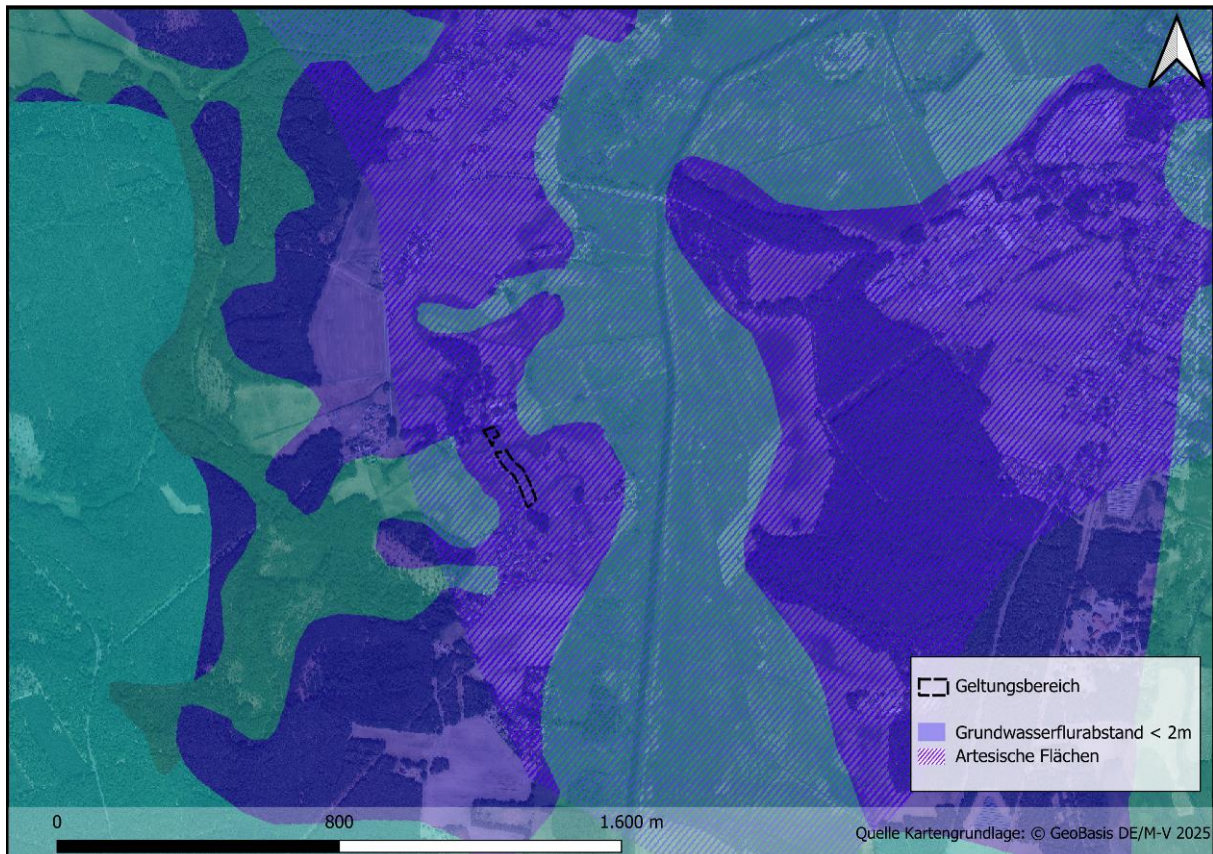 Geltungsbereich
Grundwasserflurabstand < 2m
Artesische Flächen
0 800 1.600 m
Quelle Kartengrundlage: © GeoBasis DE/M-V 2025